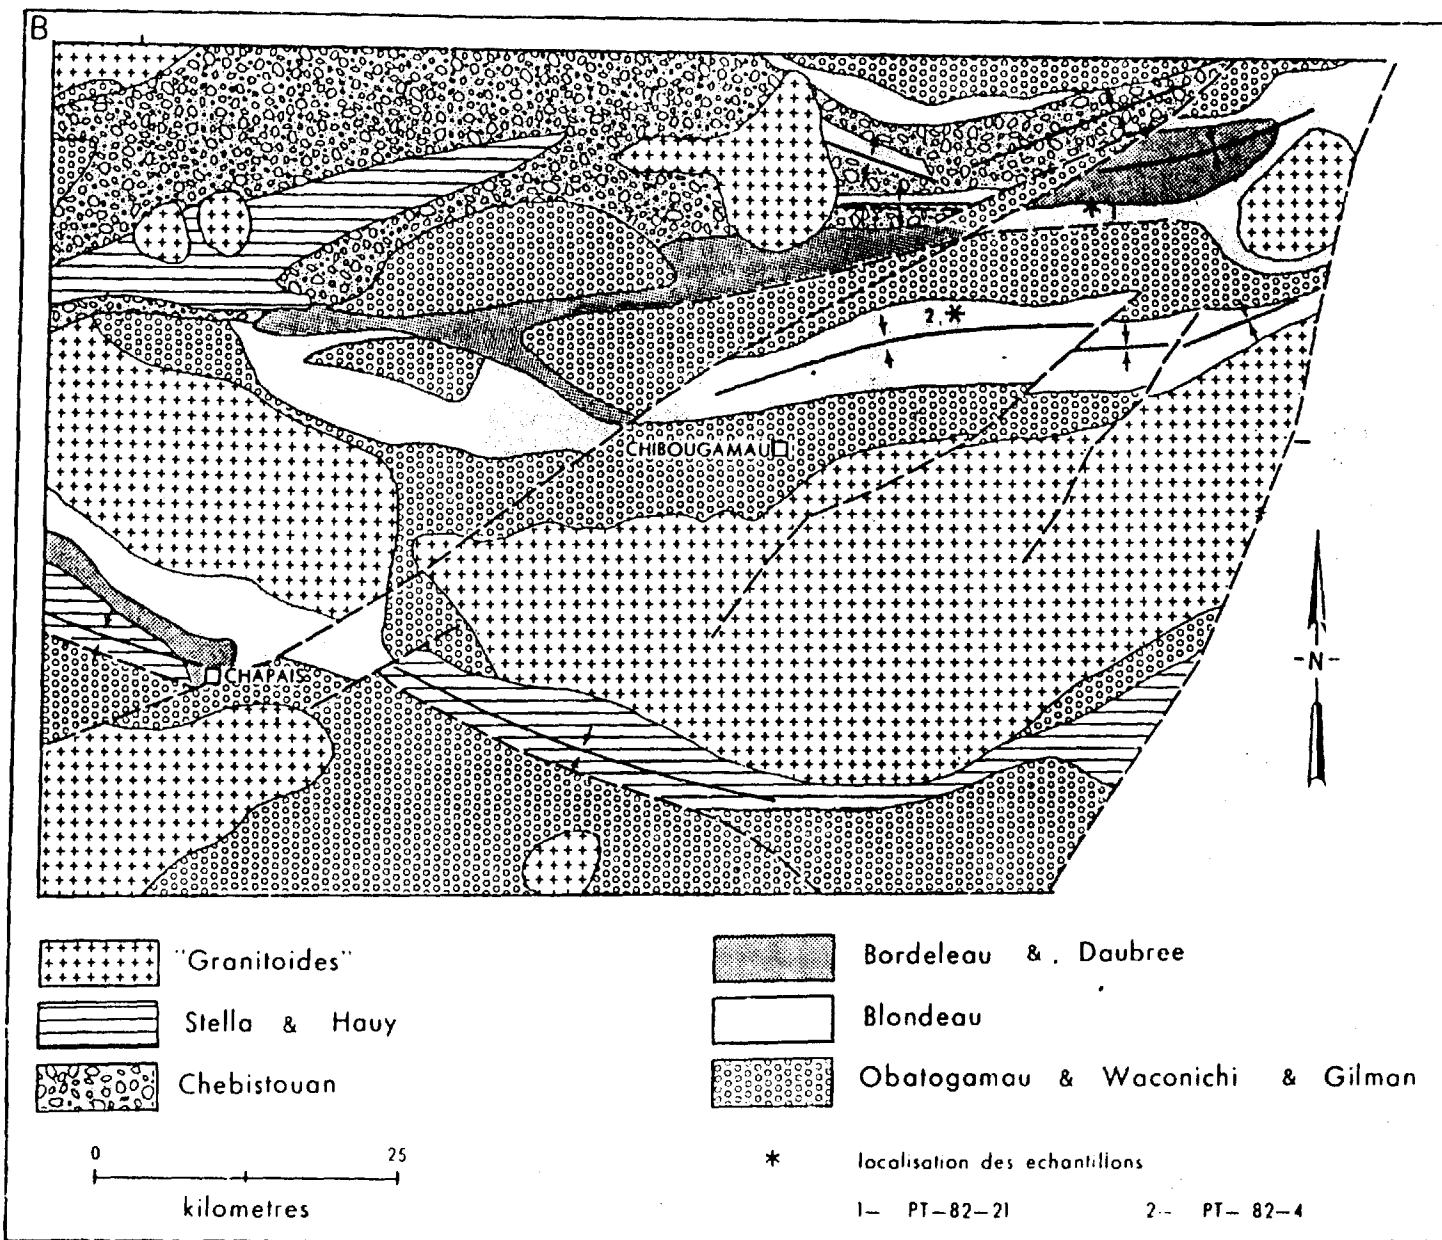 B
1
2.
CHIBOUGAMAU
CHAPAIS
-N-
"Granitoides"
Stella & Hauy
Chebistouan
0 25
kilometres
Bordeleau & . Daubree
Blondeau
Obatogamau & Waconichi & Gilman
* localisation des echantillons
1– PT–82–21 2-- PT– 82–4